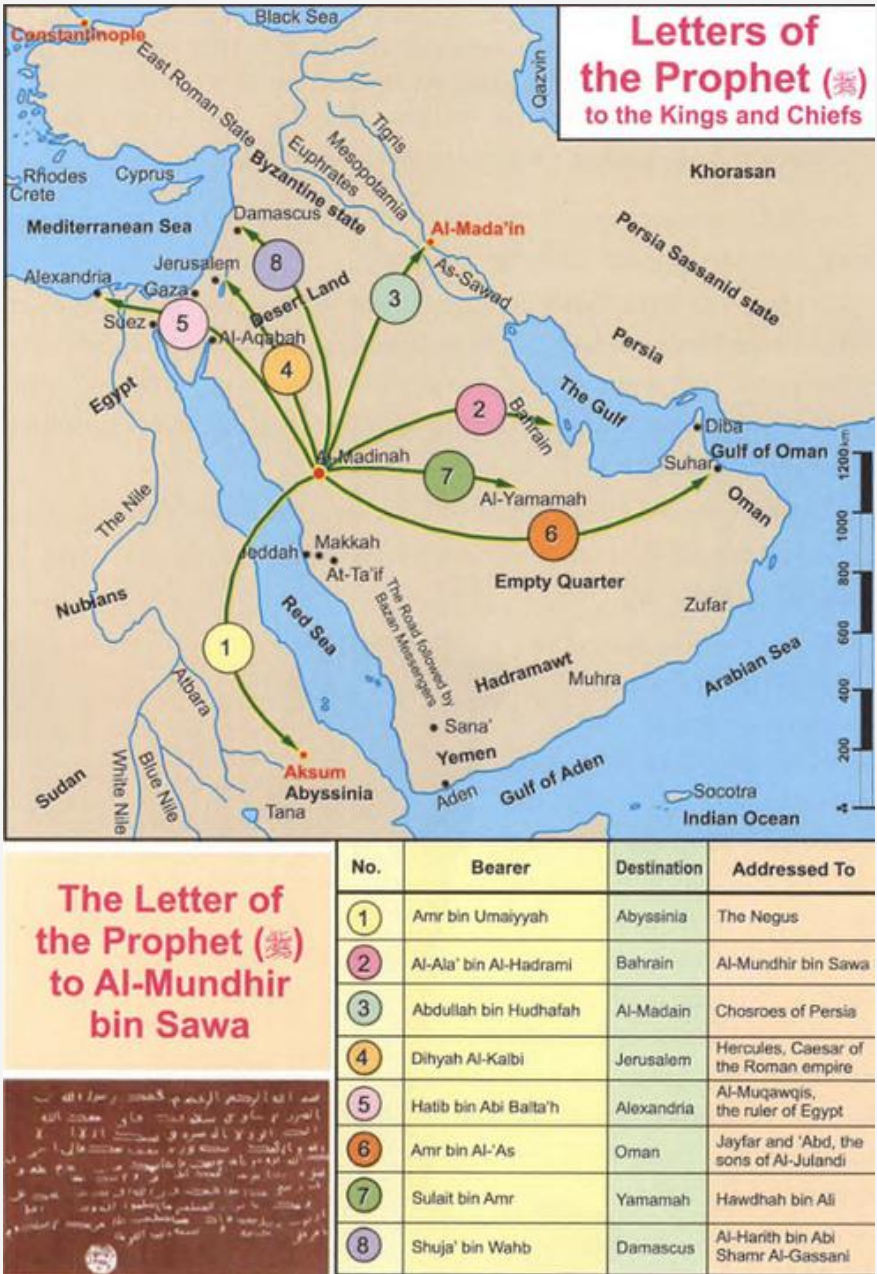 Letters of
the Prophet (ﷺ)
to the Kings and Chiefs
Black Sea
Constantinople
East Roman State
Qazvin
Tigris
Mesopotamia
Euphrates
Byzantine state
Khorasan
Rhodes
Crete
Cyprus
Mediterranean Sea
Damascus
Al-Mada'in
Persia Sassanid state
Jerusalem
8
As-Sawad
Alexandria
Gaza
Desert Land
3
Suez
5
Al-Aqabah
Persia
4
Egypt
The Gulf
2
Bahrain
Diba
Gulf of Oman
Al-Madinah
7
Suhar
Al-Yamamah
Oman
The Nile
6
Jeddah
Makkah
At-Ta'if
Empty Quarter
Nubians
The Road followed by
Bazan Messengers
Zufar
1
Red Sea
Hadramawt
Muhra
Arabian Sea
Atbara
Sana'
Yemen
Aksum
Abyssinia
Gulf of Aden
Aden
Sudan
White Nile
Blue Nile
Tana
Socotra
Indian Ocean
1200 km
1000
800
600
400
200
The Letter of
the Prophet (ﷺ)
to Al-Mundhir
bin Sawa
No. Bearer Destination Addressed To
1 Amr bin Umaiyyah Abyssinia The Negus
2 Al-Ala' bin Al-Hadrami Bahrain Al-Mundhir bin Sawa
3 Abdullah bin Hudhafah Al-Madain Chosroes of Persia
4 Dihyah Al-Kalbi Jerusalem Hercules, Caesar of
the Roman empire
5 Hatib bin Abi Balta'h Alexandria Al-Muqawqis,
the ruler of Egypt
6 Amr bin Al-'As Oman Jayfar and 'Abd, the
sons of Al-Julandi
7 Sulait bin Amr Yamamah Hawdhah bin Ali
8 Shuja' bin Wahb Damascus Al-Harith bin Abi
Shamr Al-Gassani